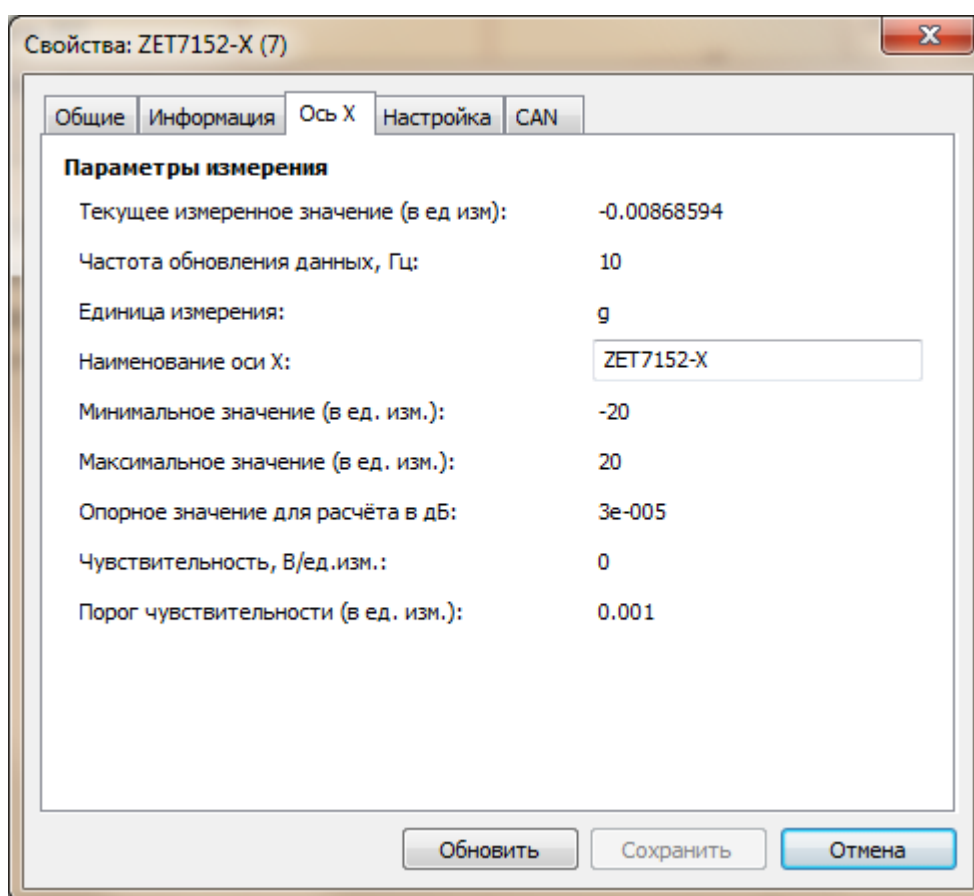 Свойства: ZET7152-X (7)
Общие Информация Ось X Настройка CAN
Параметры измерения
Текущее измеренное значение (в ед изм): -0.00868594
Частота обновления данных, Гц: 10
Единица измерения: g
Наименование оси X: ZET7152-X
Минимальное значение (в ед. изм.): -20
Максимальное значение (в ед. изм.): 20
Опорное значение для расчёта в дБ: 3e-005
Чувствительность, В/ед.изм.: 0
Порог чувствительности (в ед. изм.): 0.001
Обновить Сохранить Отмена